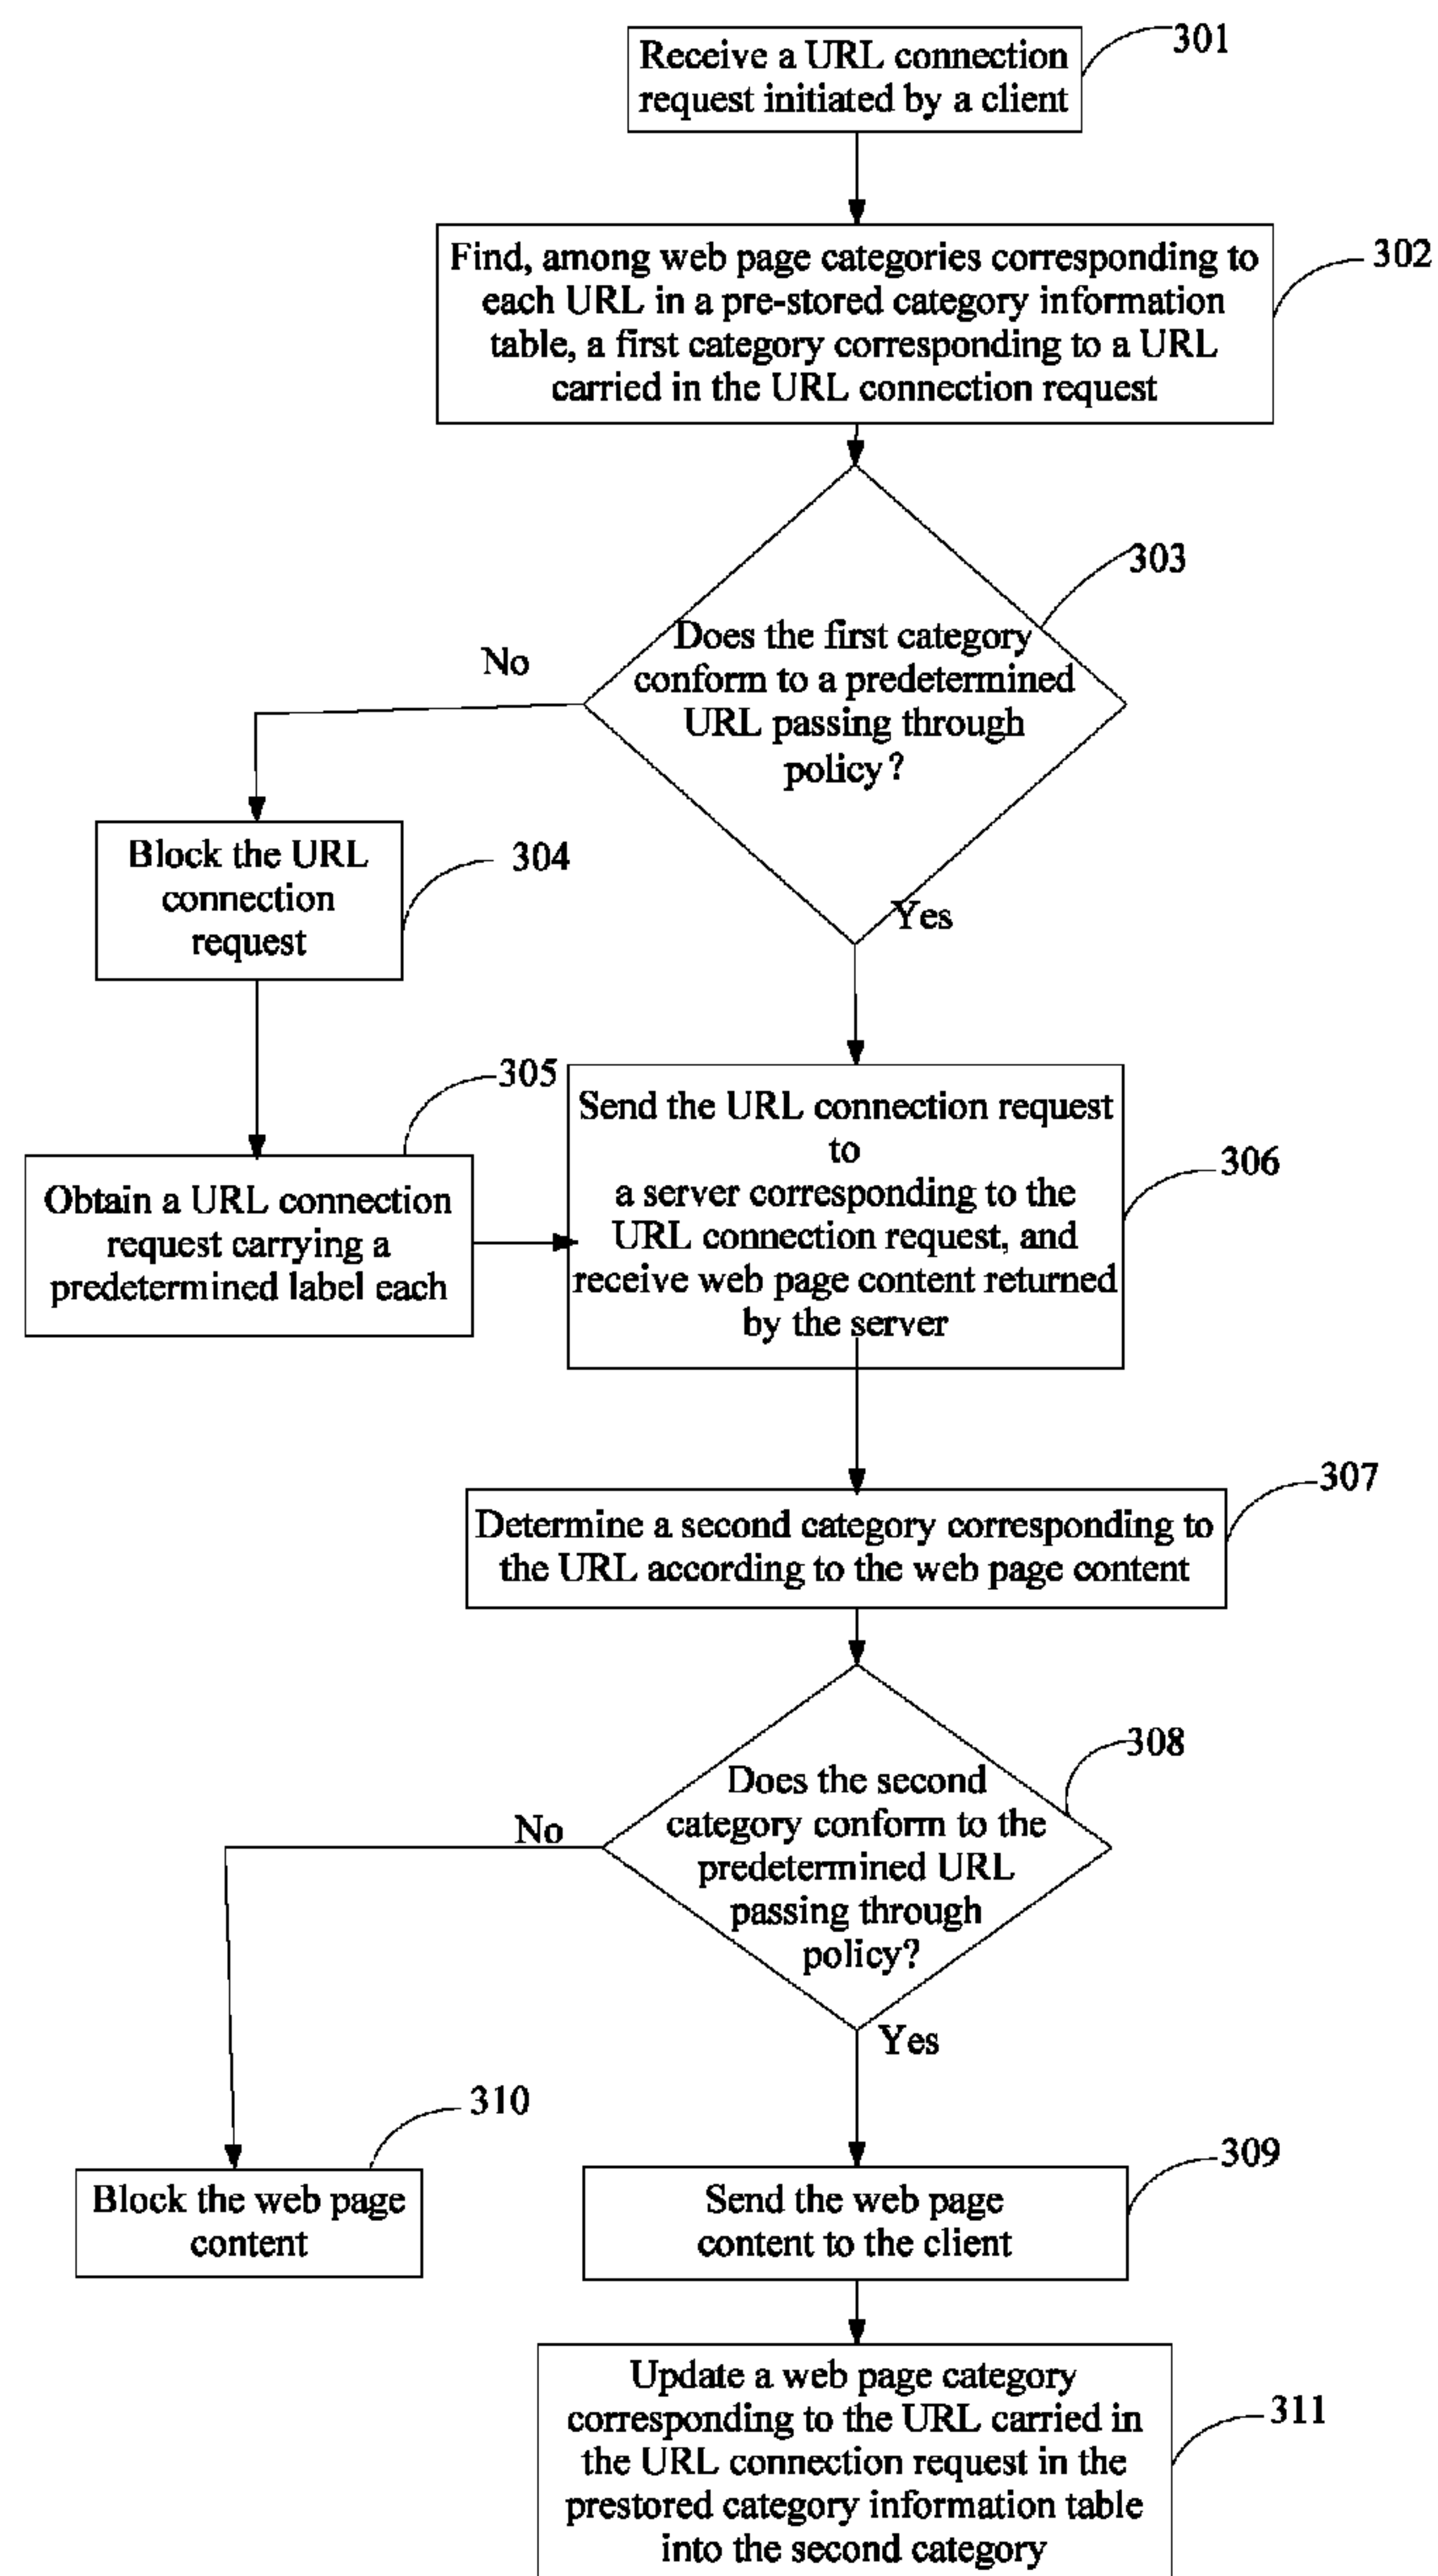 301
Receive a URL connection
request initiated by a client
302
Find, among web page categories corresponding to
each URL in a pre-stored category information
table, a first category corresponding to a URL
carried in the URL connection request
303
Does the first category
conform to a predetermined
URL passing through
policy?
No
Yes
304
Block the URL
connection
request
305
Obtain a URL connection
request carrying a
predetermined label each
306
Send the URL connection request
to
a server corresponding to the
URL connection request, and
receive web page content returned
by the server
307
Determine a second category corresponding to
the URL according to the web page content
308
Does the second
category conform to the
predetermined URL
passing through
policy?
No
Yes
310
Block the web page
content
309
Send the web page
content to the client
311
Update a web page category
corresponding to the URL carried in
the URL connection request in the
prestored category information table
into the second category